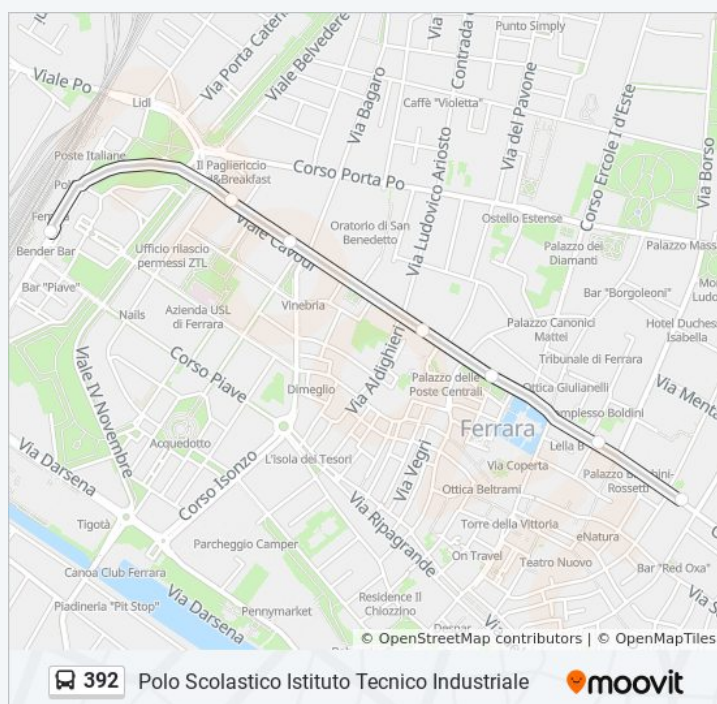 Via Porta Cater
Viale Belvedere
Via
Contrada
Punto Simply
Viale Po
Lidl
Via Bagaro
Caffè "Violetta"
Via del Pavone
Corso Ercole I d'Este
Via Borso
Poste Italiane
Il Pagliericcio
d&Breakfast
Corso Porta Po
Via Ludovico Ariosto
Ostello Estense
Bender Bar
Viale Cavour
Oratorio di San
Benedetto
Palazzo dei
Diamanti
Palazzo Mass
Ufficio rilascio
permessi ZTL
Bar "Piave"
Bar "Borgoleoni"
Nails
Azienda USL
di Ferrara
Vinebria
Palazzo Canonici
Mattei
Hotel Duches
Isabella
Viale IV Novembre
Corso Piave
Dimeglio
Via Aldighieri
Palazzo delle
Poste Centrali
Tribunale di Ferrara
Ottica Giulianelli
Via Menta
Acquedotto
Ferrara
mplesso Boldini
Lella B
Via Darsena
Corso Isonzo
L'isola dei Tesori
Via Vegri
Via Coperta
Ottica Beltrami
Rossetti
Tigotà
Via Ripagrande
Torre della Vittoria
eNatura
Parcheggio Camper
On Travel
Teatro Nuovo
Bar "Red Oxa"
Canoa Club Ferrara
Via Darsena
Residence Il
Chiozzino
Piadineria "Pit Stop"
Pennymarket
© OpenStreetMap contributors | © OpenMapTiles
392 Polo Scolastico Istituto Tecnico Industriale moovit